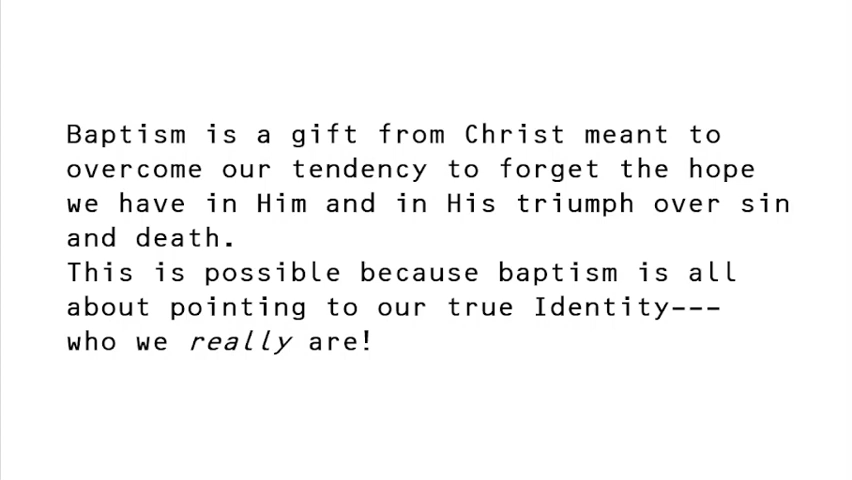 Baptism is a gift from Christ meant to
overcome our tendency to forget the hope
we have in Him and in His triumph over sin
and death.
This is possible because baptism is all
about pointing to our true Identity---
who we really are!